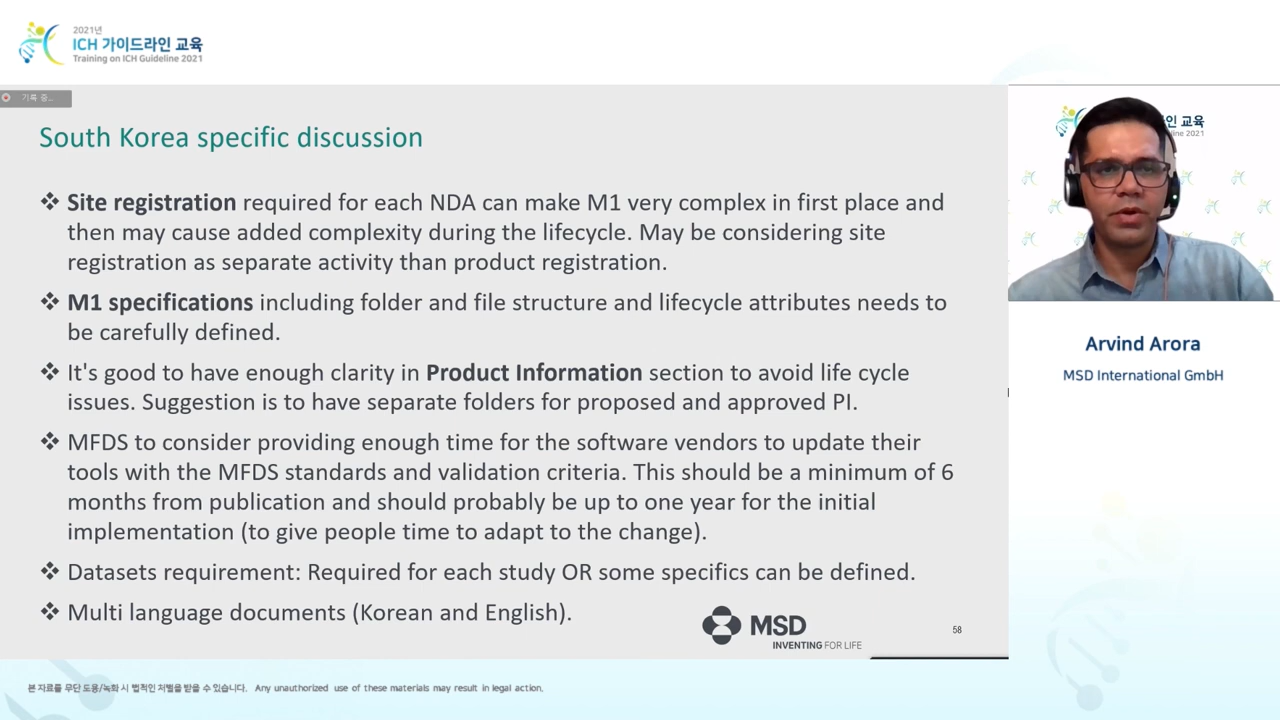 2021년
ICH 가이드라인 교육
Training on ICH Guideline 2021
기록 중...
South Korea specific discussion
❖ Site registration required for each NDA can make M1 very complex in first place and
then may cause added complexity during the lifecycle. May be considering site
registration as separate activity than product registration.
❖ M1 specifications including folder and file structure and lifecycle attributes needs to
be carefully defined.
❖ It's good to have enough clarity in Product Information section to avoid life cycle
issues. Suggestion is to have separate folders for proposed and approved PI.
❖ MFDS to consider providing enough time for the software vendors to update their
tools with the MFDS standards and validation criteria. This should be a minimum of 6
months from publication and should probably be up to one year for the initial
implementation (to give people time to adapt to the change).
❖ Datasets requirement: Required for each study OR some specifics can be defined.
❖ Multi language documents (Korean and English).
MSD
INVENTING FOR LIFE
58
인 교육
line 2021
Arvind Arora
MSD International GmbH
본 자료를 무단 도용/녹화 시 법적인 처벌을 받을 수 있습니다. Any unauthorized use of these materials may result in legal action.